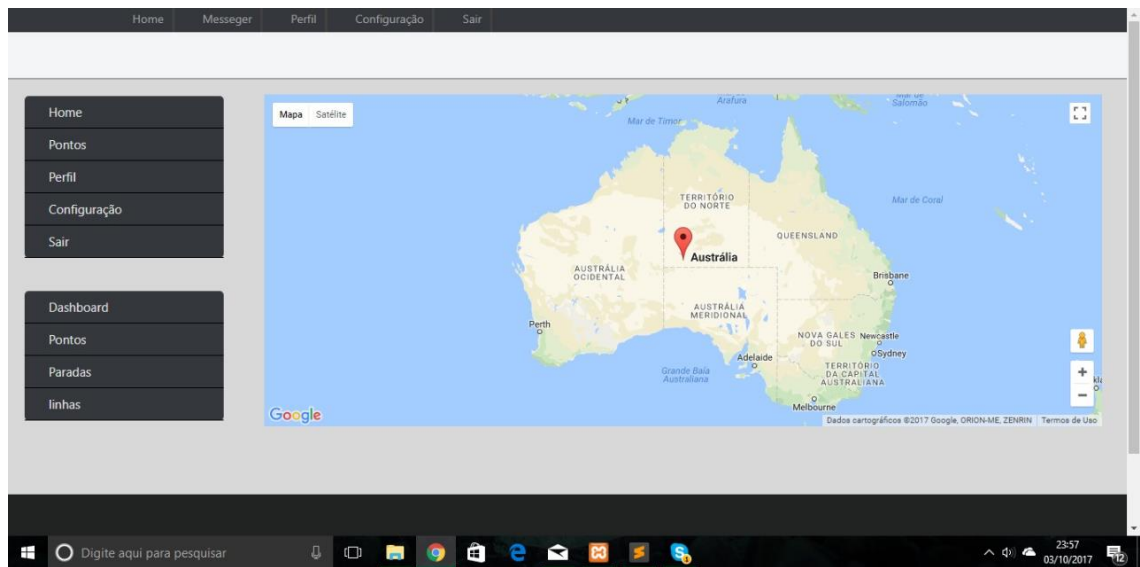 Home Messeger Perfil Configuração Sair
Home
Pontos
Perfil
Configuração
Sair
Dashboard
Pontos
Paradas
linhas
Mapa Satélite
Arafura
Mar de
Salomão
Mar de Timor
TERRITÓRIO
DO NORTE
Mar de Coral
QUEENSLAND
Austrália
AUSTRÁLIA
OCIDENTAL
Brisbane
AUSTRÁLIA
MERIDIONAL
Perth
NOVA GALES
DO SUL
Newcastle
Sydney
Adelaide
TERRITÓRIO
DA CAPITAL
AUSTRALIANA
Grande Baía
Australiana
Melbourne
Google
Dados cartográficos ©2017 Google, ORION-ME, ZENRIN Termos de Uso
Digite aqui para pesquisar
23:57
03/10/2017
12